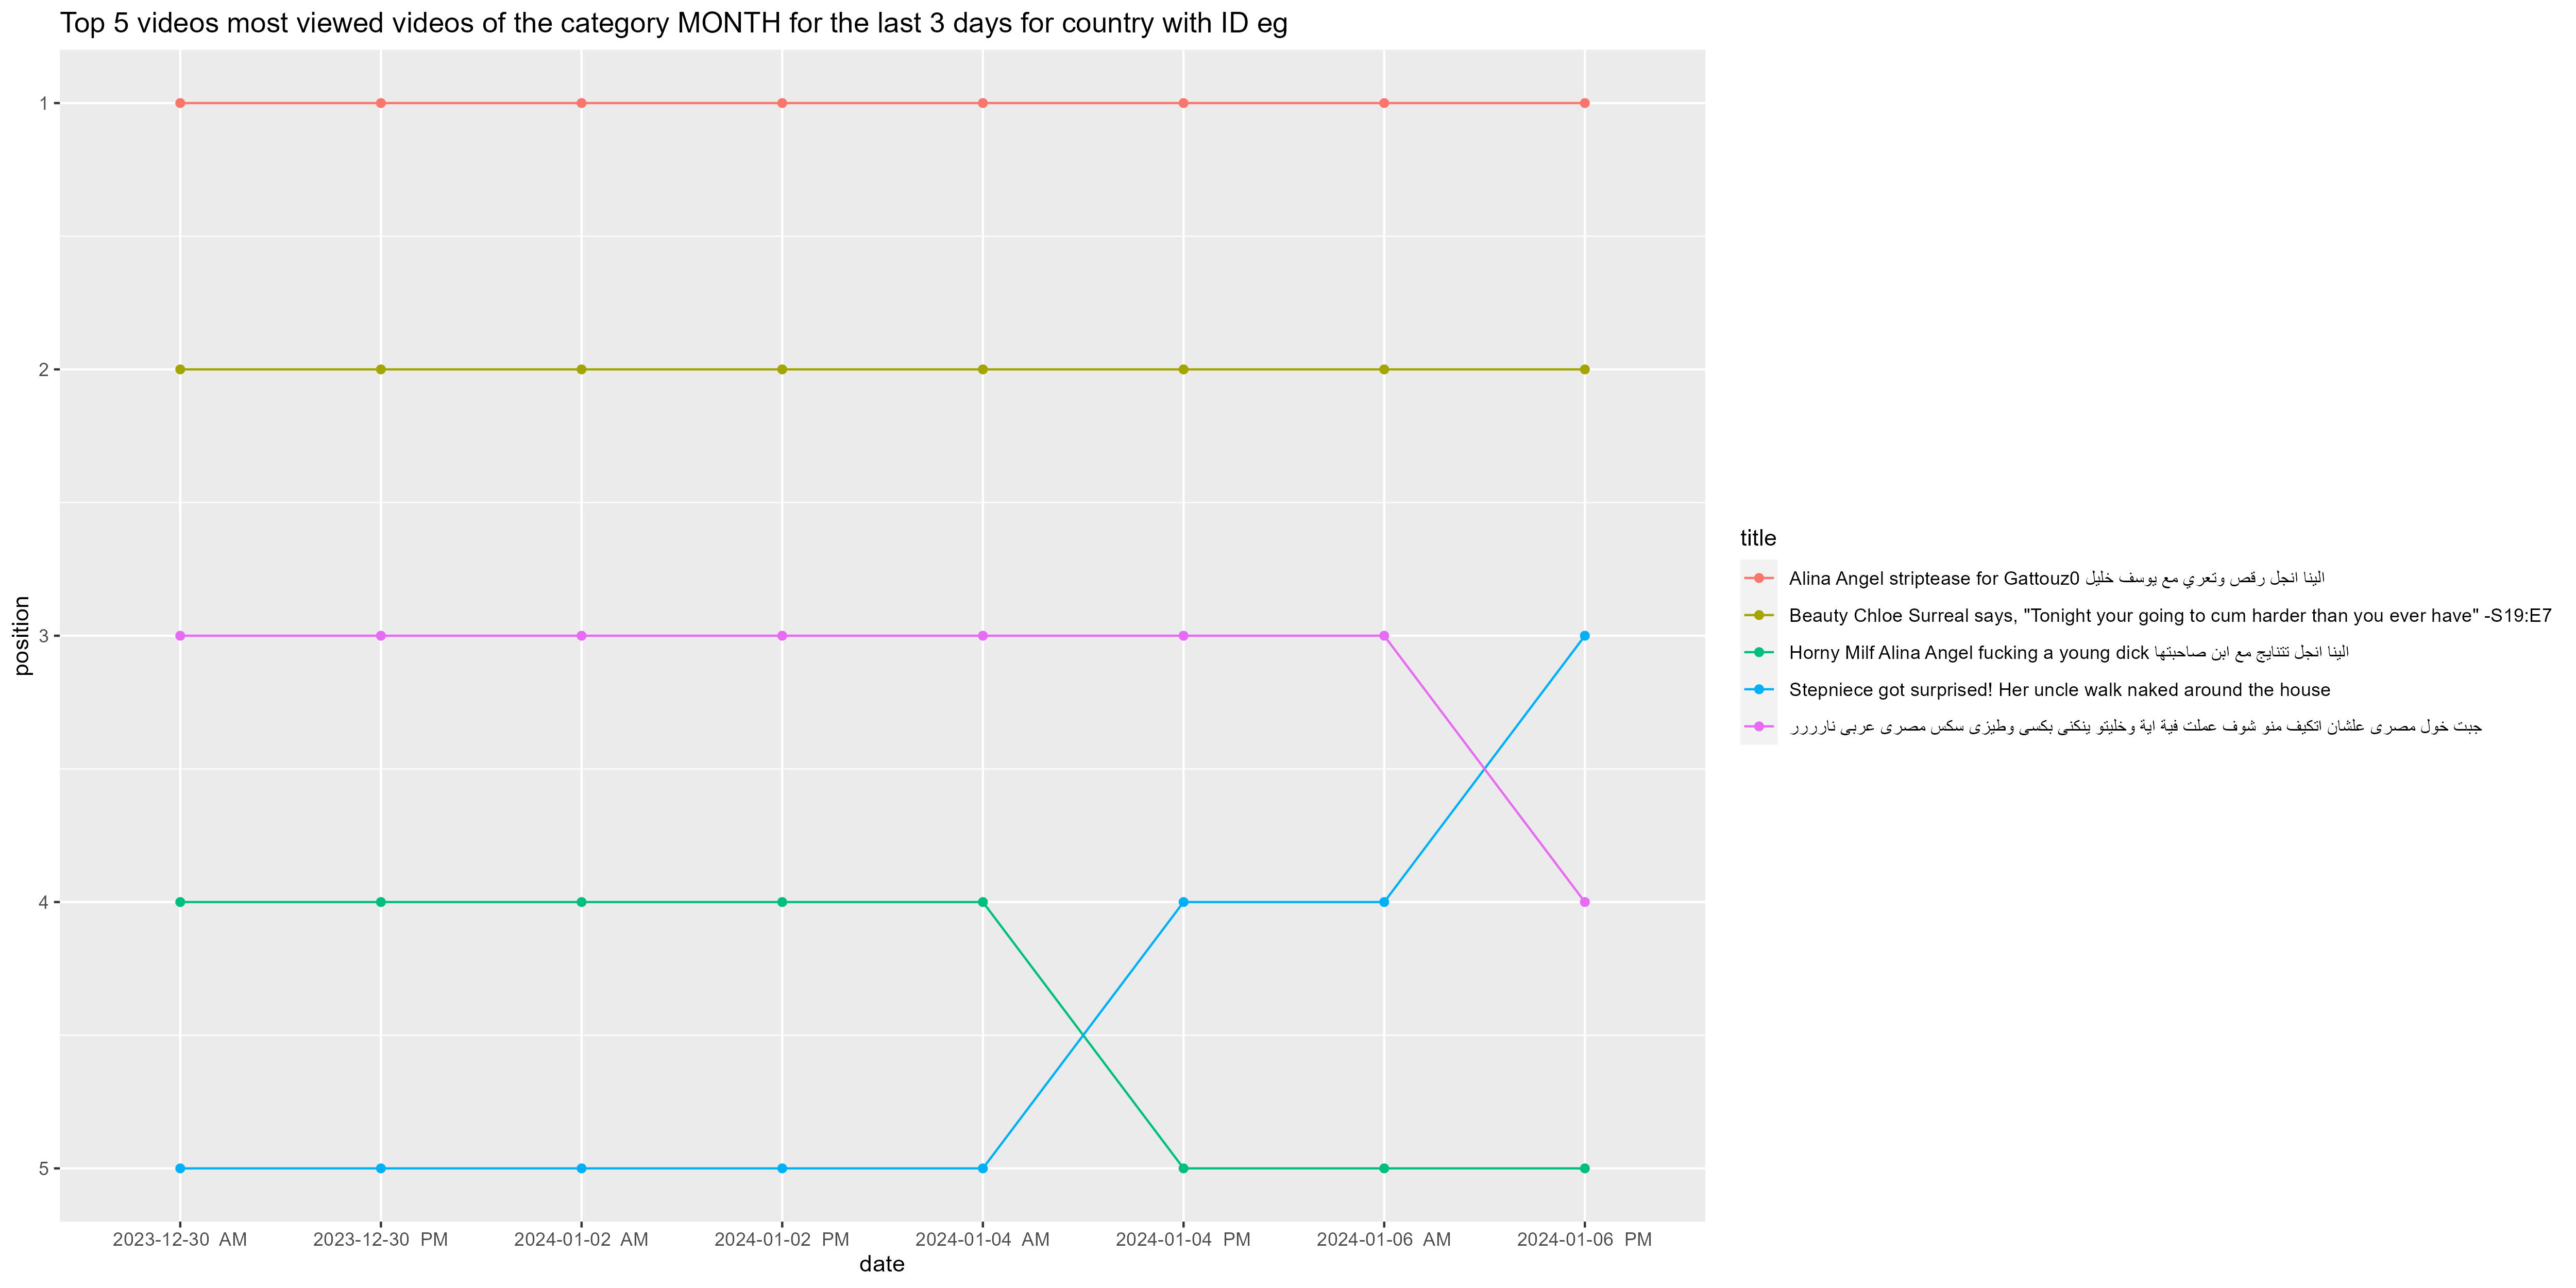 Top 5 videos most viewed videos of the category MONTH for the last 3 days for country with ID eg
position
1
2
3
4
5
2023-12-30 AM
2023-12-30 PM
2024-01-02 AM
2024-01-02 PM
2024-01-04 AM
2024-01-04 PM
2024-01-06 AM
2024-01-06 PM
date
title
Alina Angel striptease for Gattouz0 الينا انجل رقص وتعري مع يوسف خليل
Beauty Chloe Surreal says, "Tonight your going to cum harder than you ever have" -S19:E7
Horny Milf Alina Angel fucking a young dick الينا انجل تتنايج مع ابن صاحبتها
Stepniece got surprised! Her uncle walk naked around the house
جبت خول مصرى علشان اتكيف منو شوف عملت فية اية وخليتو ينكنى بكسى وطيزى سكس مصرى عربى نارررر